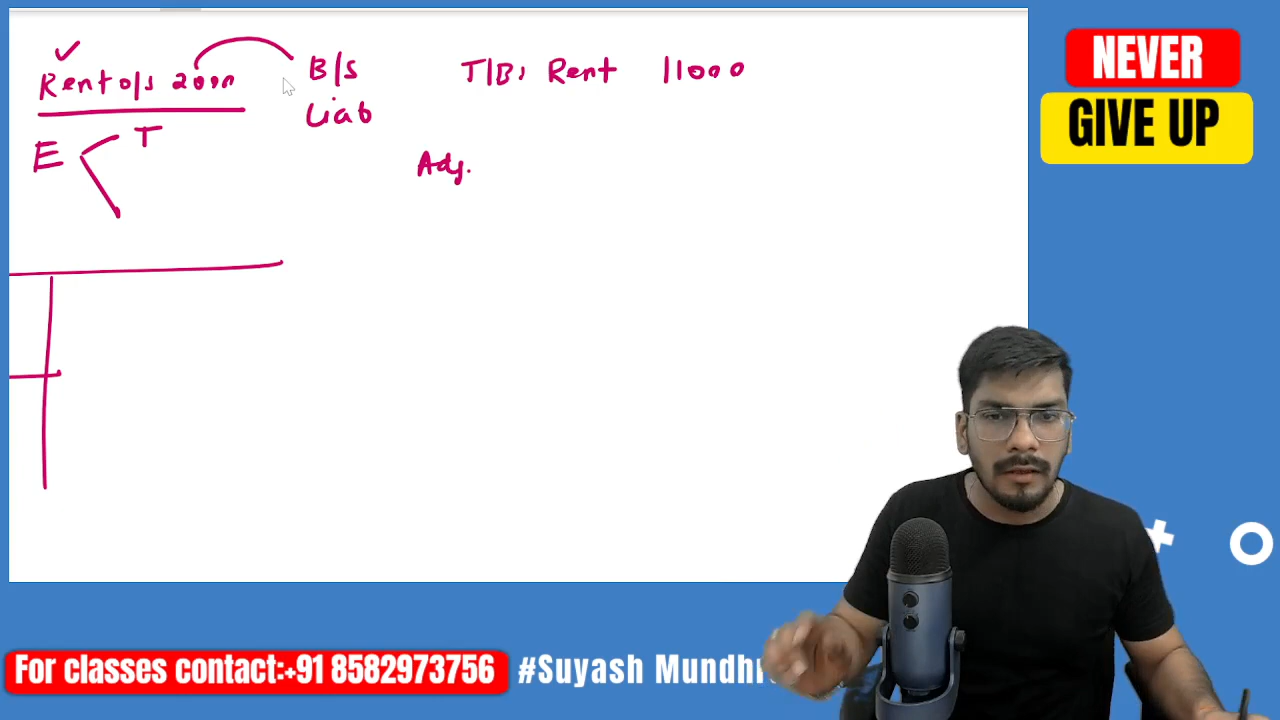 Rent o/s 2000
B/s
Liab
T/B: Rent 11000
E
T
Adj.
NEVER
GIVE UP
For classes contact:+91 8582973756
#Suyash Mundhr